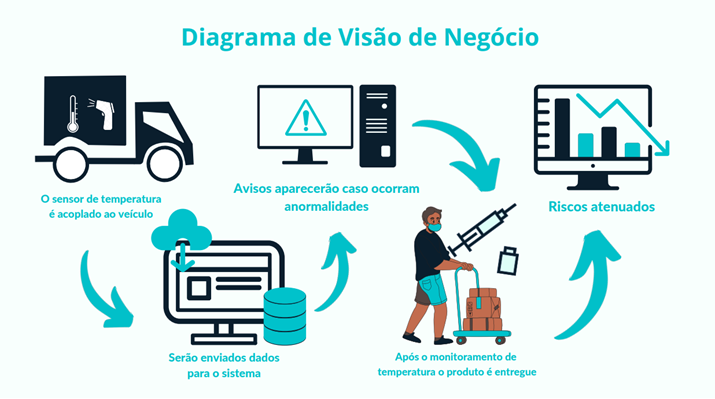 Diagrama de Visão de Negócio
O sensor de temperatura
é acoplado ao veículo
Serão enviados dados
para o sistema
Avisos aparecerão caso ocorram
anormalidades
Após o monitoramento de
temperatura o produto é entregue
Riscos atenuados